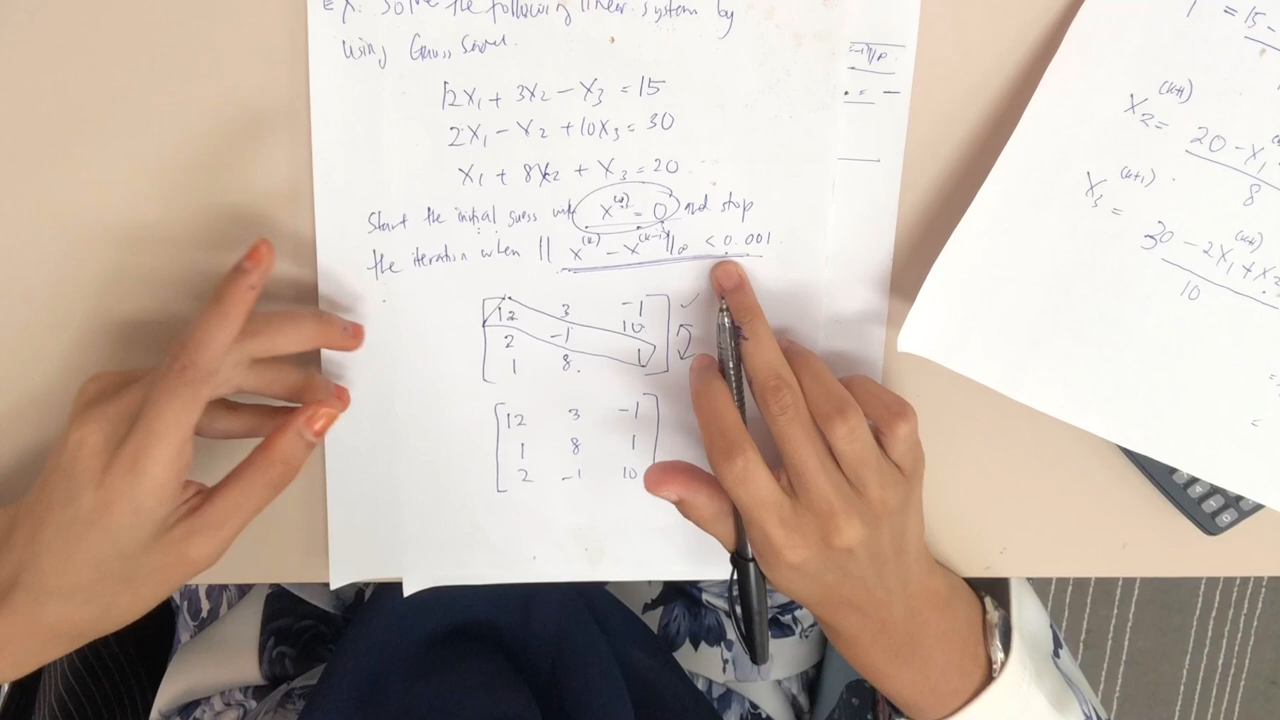 EX: Solve the following linear system by
using Gauss Seidel.
12X₁ + 3X₂ - X₃ = 15
2X₁ - X₂ + 10X₃ = 30
X₁ + 8X₂ + X₃ = 20
Start the initial guess with X⁽⁰⁾ = 0 and stop
the iteration when || X⁽ᵏ⁾ - X⁽ᵏ⁻¹⁾ ||∞ < 0.001
12 3 -1
2 -1 10
1 8 1
12 3 -1
1 8 1
2 -1 10
= 15 -
X₂⁽ᵏ⁺¹⁾ = 20 - X₁
8
X₃⁽ᵏ⁺¹⁾ = 30 - 2X₁⁽ᵏ⁺¹⁾ + X₂
10